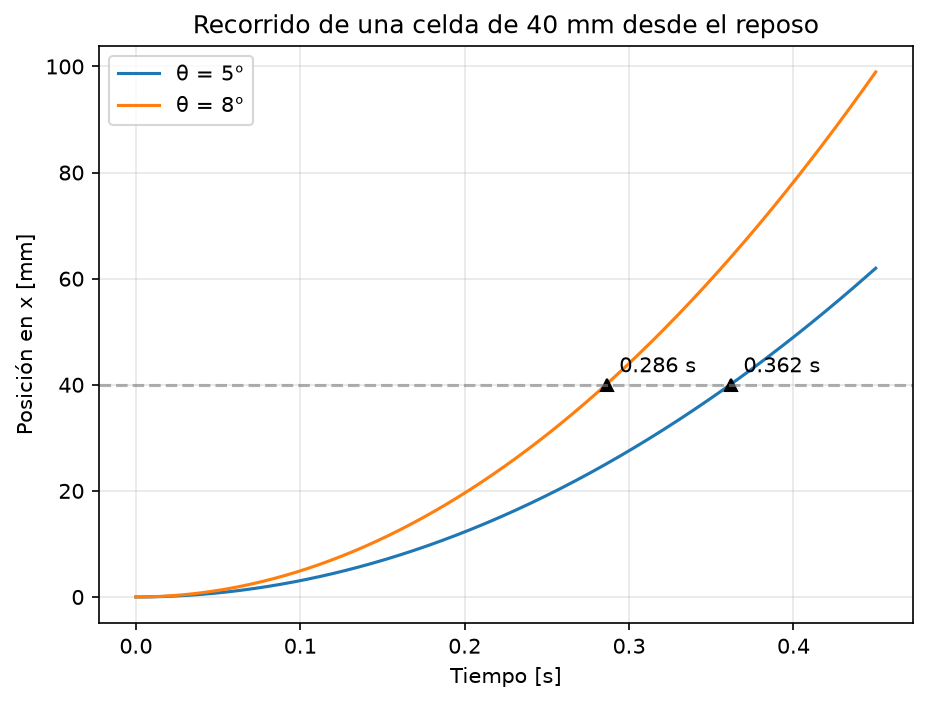 Recorrido de una celda de 40 mm desde el reposo
θ = 5°
θ = 8°
Posición en x [mm]
100
80
60
40
20
0
0.286 s
0.362 s
0.0
0.1
0.2
0.3
0.4
Tiempo [s]